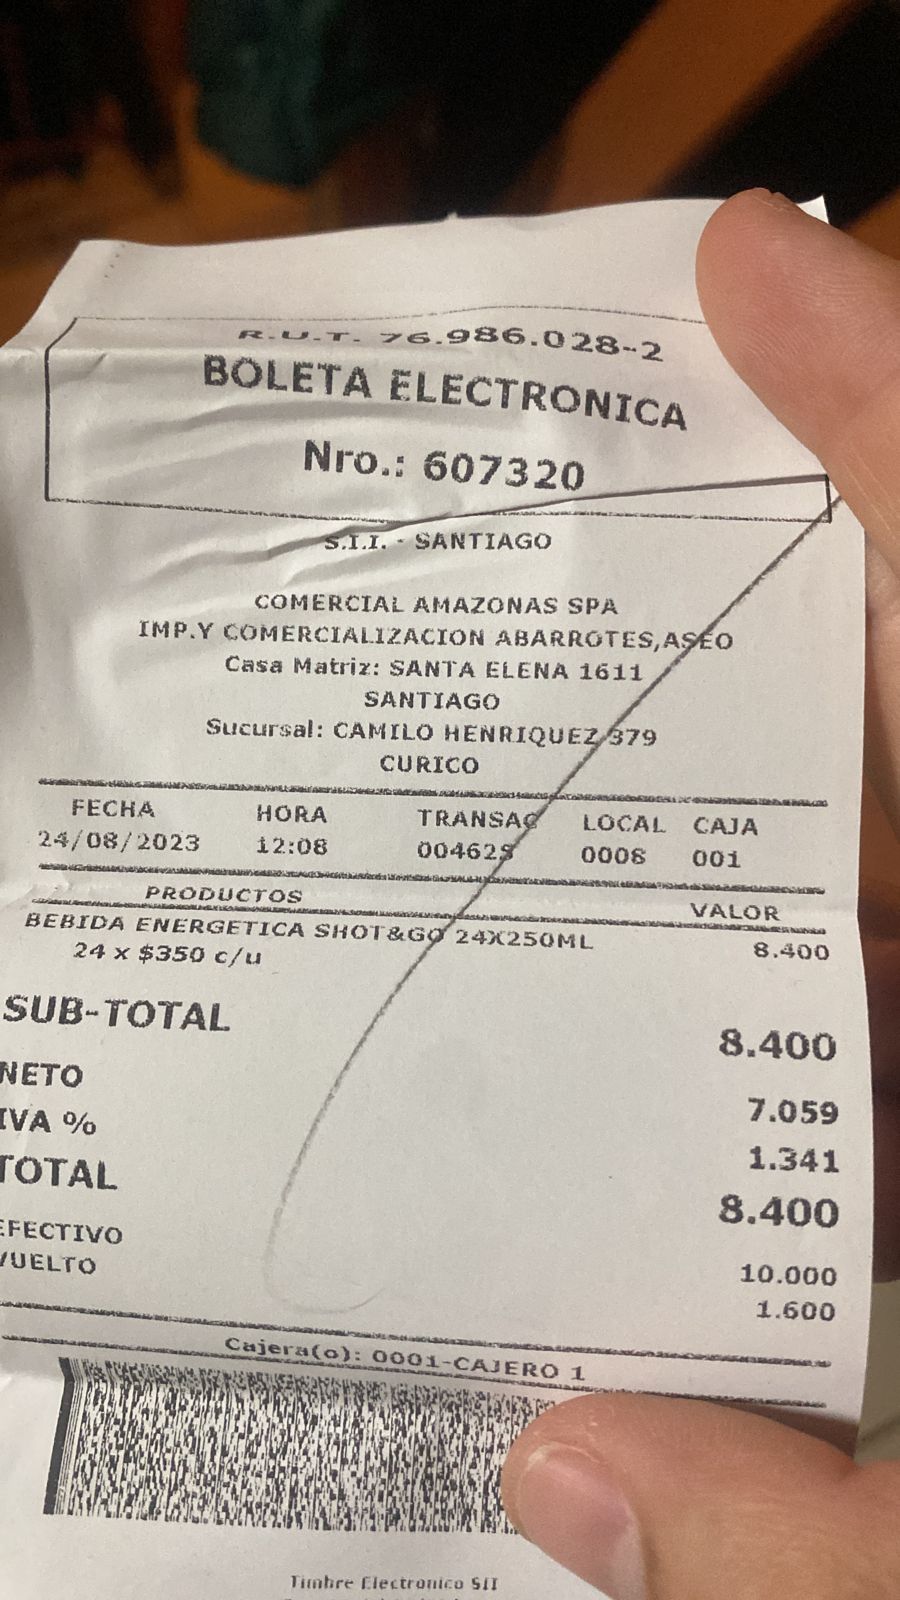 R.U.T. 76.986.028-2
BOLETA ELECTRONICA
Nro.: 607320
S.I.I. - SANTIAGO
COMERCIAL AMAZONAS SPA
IMP.Y COMERCIALIZACION ABARROTES,ASEO
Casa Matriz: SANTA ELENA 1611
SANTIAGO
Sucursal: CAMILO HENRIQUEZ 379
CURICO
FECHA HORA TRANSAC LOCAL CAJA
24/08/2023 12:08 0008 001
PRODUCTOS VALOR
BEBIDA ENERGETICA SHOT&GO 24X250ML 8.400
24 x $350 c/u
SUB-TOTAL 8.400
NETO 7.059
IVA % 1.341
TOTAL 8.400
EFECTIVO 10.000
VUELTO 1.600
Cajera(o): 0001-CAJERO 1
Timbre Electronico SII